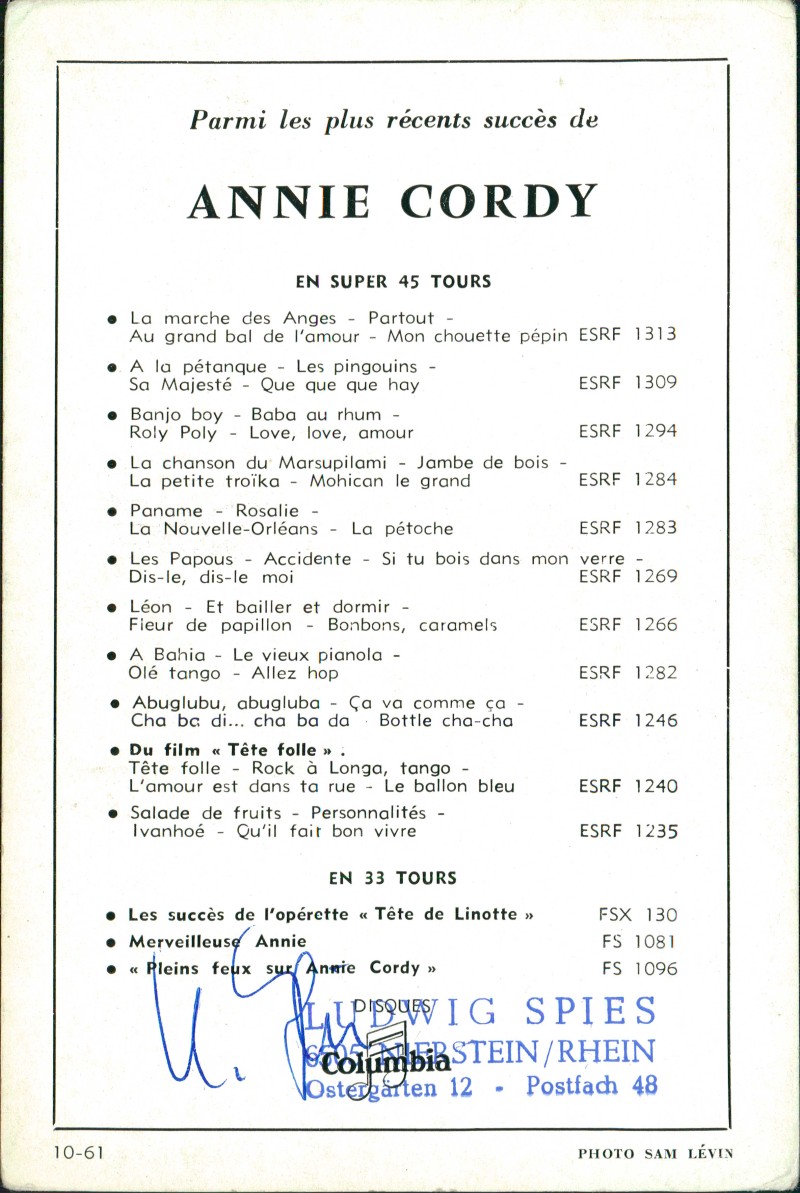 Parmi les plus récents succès de
ANNIE CORDY
EN SUPER 45 TOURS
• La marche des Anges - Partout -
Au grand bal de l'amour - Mon chouette pépin ESRF 1313
• A la pétanque - Les pingouins -
Sa Majesté - Que que que hay ESRF 1309
• Banjo boy - Baba au rhum -
Roly Poly - Love, love, amour ESRF 1294
• La chanson du Marsupilami - Jambe de bois -
La petite troïka - Mohican le grand ESRF 1284
• Paname - Rosalie -
La Nouvelle-Orléans - La pétoche ESRF 1283
• Les Papous - Accidente - Si tu bois dans mon verre -
Dis-le, dis-le moi ESRF 1269
• Léon - Et bailler et dormir -
Fleur de papillon - Bonbons, caramels ESRF 1266
• A Bahia - Le vieux pianola -
Olé tango - Allez hop ESRF 1282
• Abuglubu, abugluba - Ça va comme ça -
Cha ba di... cha ba da - Bottle cha-cha ESRF 1246
• Du film « Tête folle » .
Tête folle - Rock à Longa, tango -
L'amour est dans ta rue - Le ballon bleu ESRF 1240
• Salade de fruits - Personnalités -
Ivanhoé - Qu'il fait bon vivre ESRF 1235
EN 33 TOURS
• Les succès de l'opérette « Tête de Linotte » FSX 130
• Merveilleuse Annie FS 1081
• « Pleins feux sur Annie Cordy » FS 1096
DISQUES
Columbia
LUDWIG SPIES
6505 NIERSTEIN/RHEIN
Ostergärten 12 - Postfach 48
10-61
PHOTO SAM LÉVIN